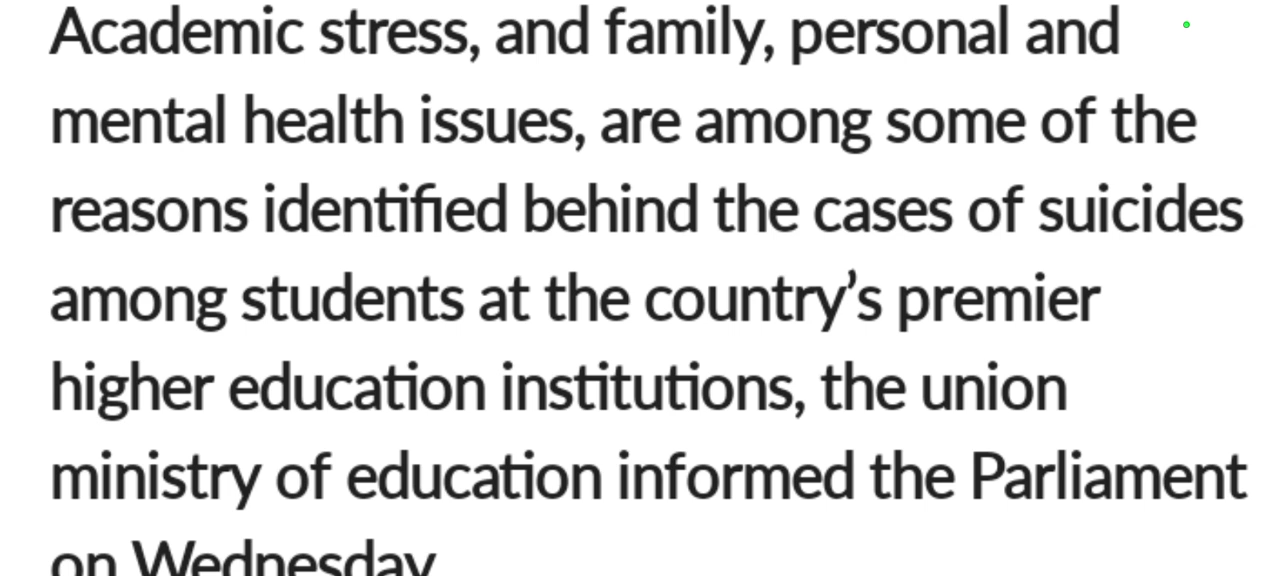 Academic stress, and family, personal and
mental health issues, are among some of the
reasons identified behind the cases of suicides
among students at the country’s premier
higher education institutions, the union
ministry of education informed the Parliament
on Wednesday